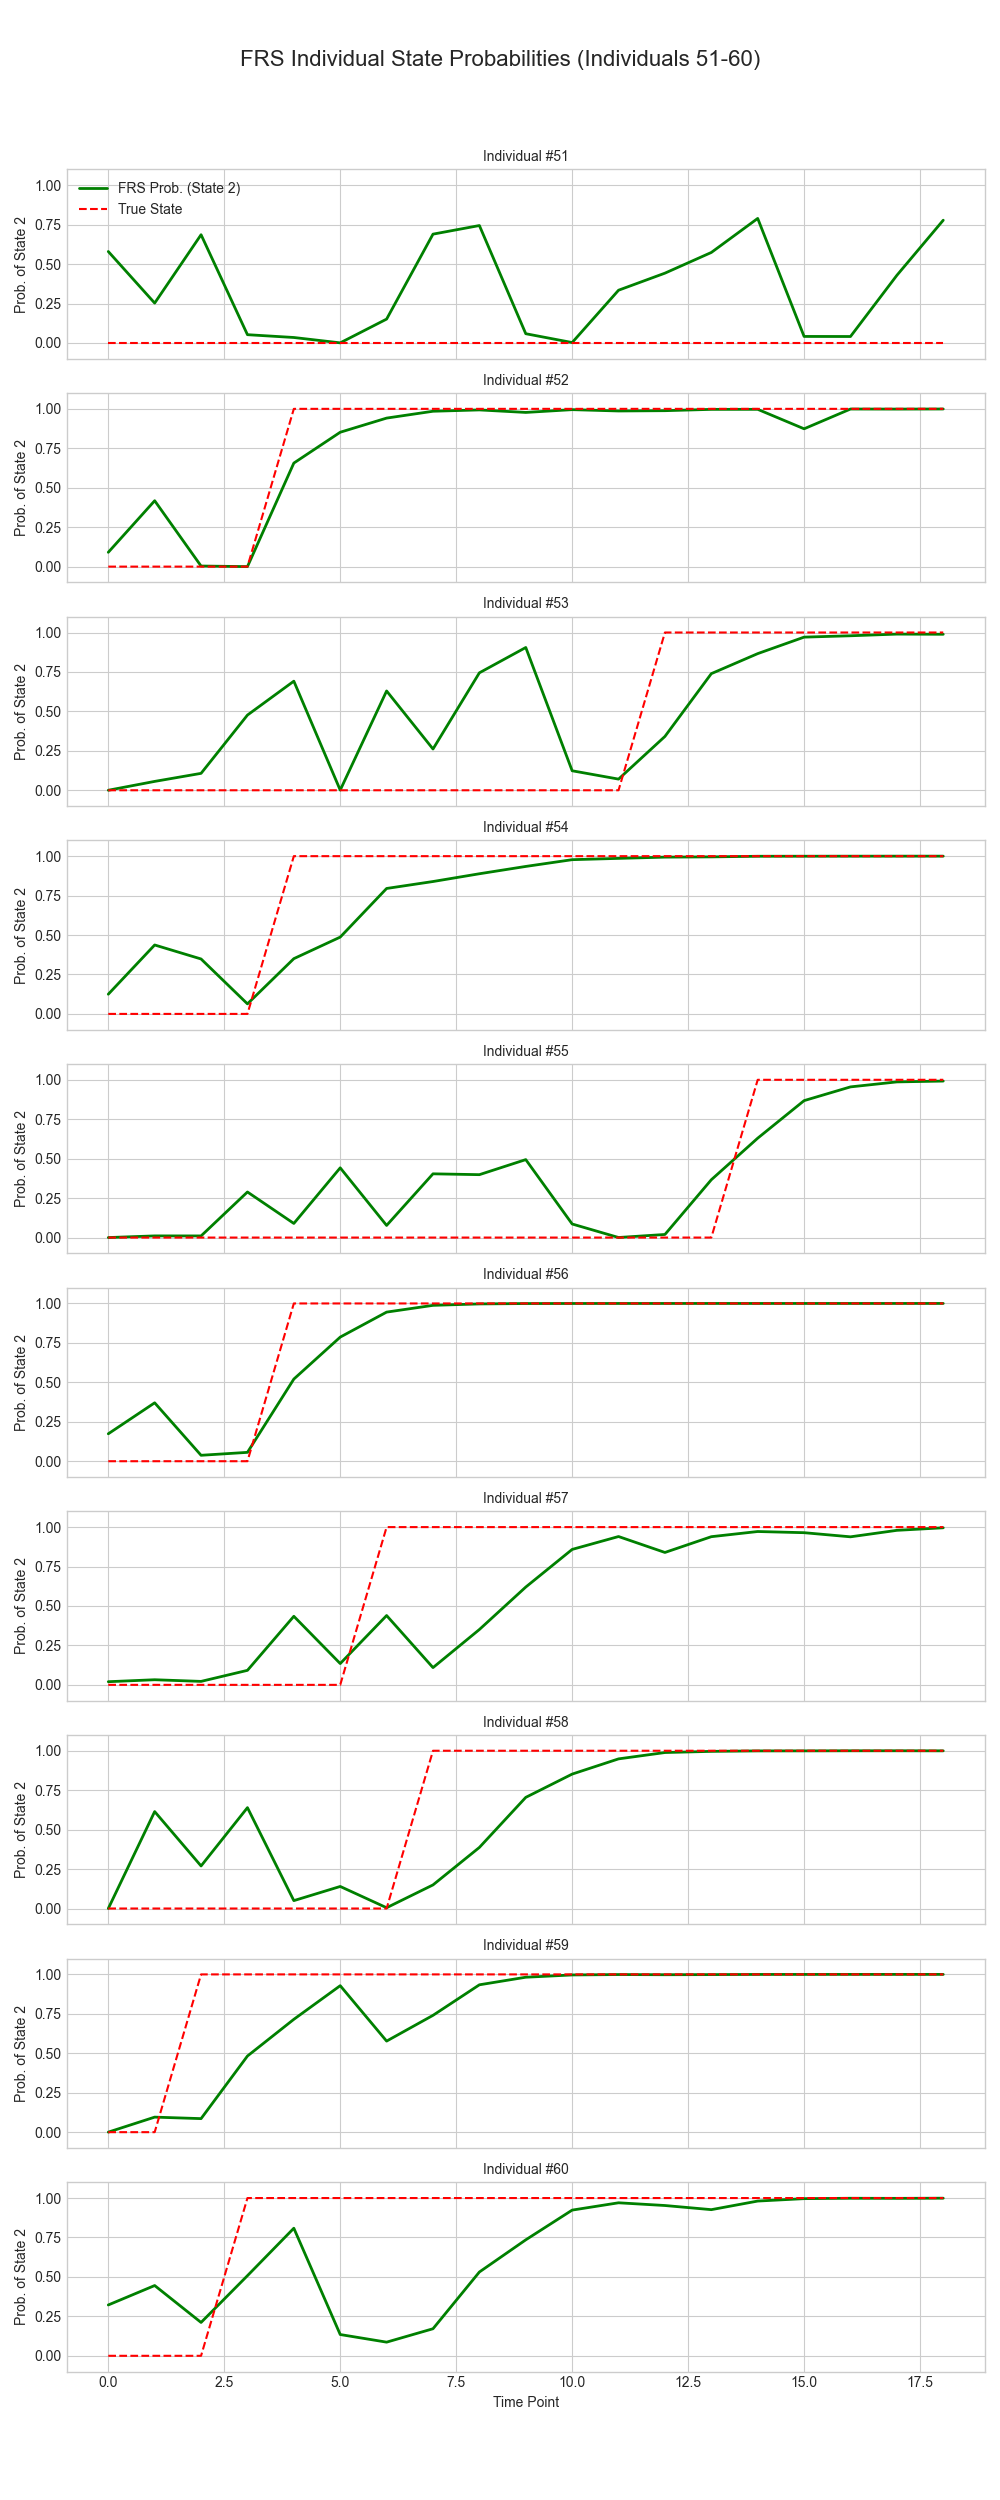 FRS Individual State Probabilities (Individuals 51-60)
Individual #51
FRS Prob. (State 2)
True State
Prob. of State 2
1.00
0.75
0.50
0.25
0.00
Individual #52
Prob. of State 2
1.00
0.75
0.50
0.25
0.00
Individual #53
Prob. of State 2
1.00
0.75
0.50
0.25
0.00
Individual #54
Prob. of State 2
1.00
0.75
0.50
0.25
0.00
Individual #55
Prob. of State 2
1.00
0.75
0.50
0.25
0.00
Individual #56
Prob. of State 2
1.00
0.75
0.50
0.25
0.00
Individual #57
Prob. of State 2
1.00
0.75
0.50
0.25
0.00
Individual #58
Prob. of State 2
1.00
0.75
0.50
0.25
0.00
Individual #59
Prob. of State 2
1.00
0.75
0.50
0.25
0.00
Individual #60
Prob. of State 2
1.00
0.75
0.50
0.25
0.00
0.0 2.5 5.0 7.5 10.0 12.5 15.0 17.5
Time Point